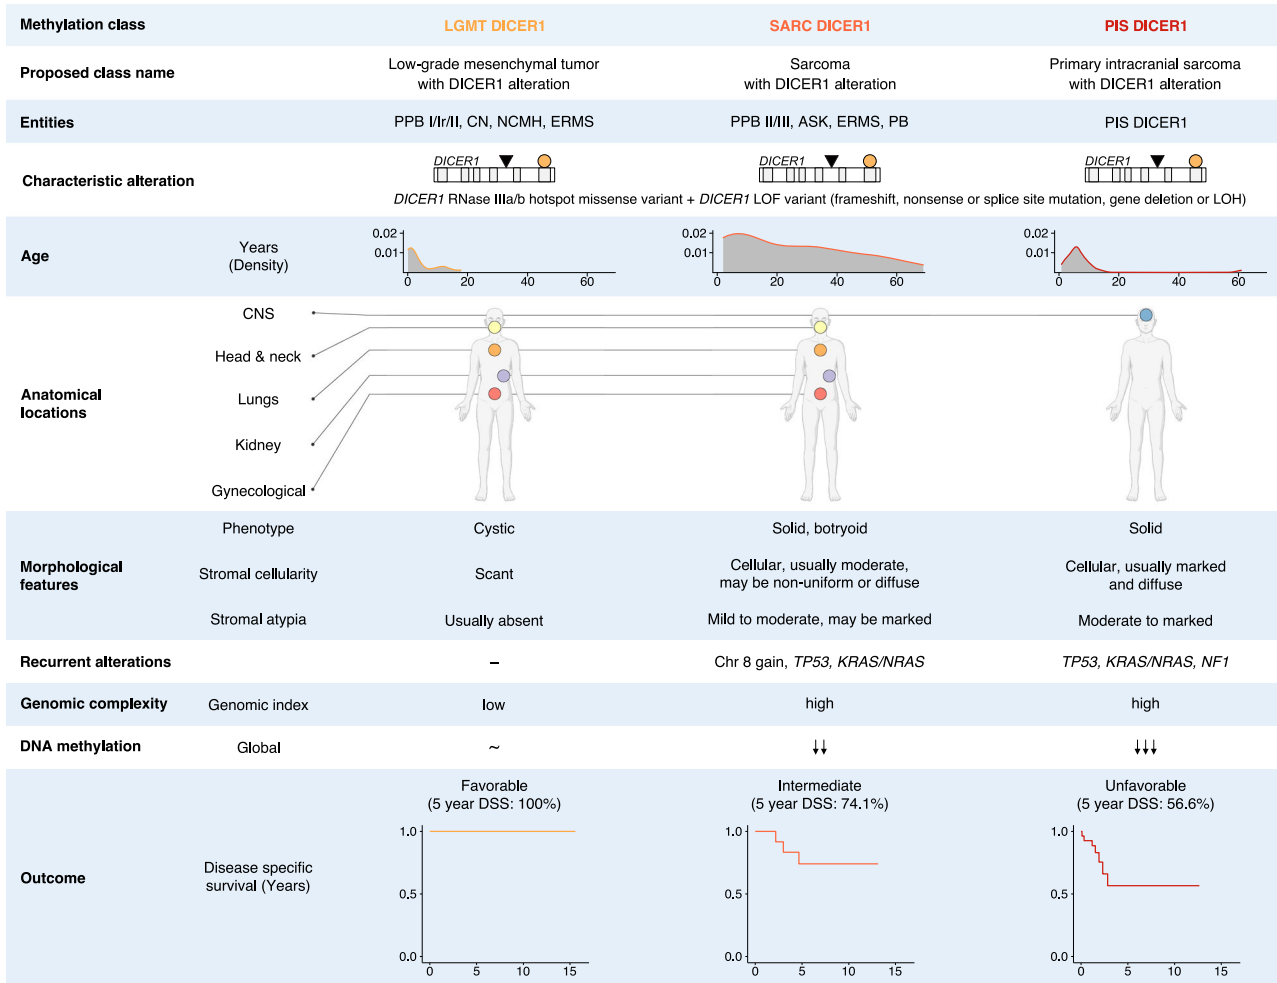 Methylation class
LGMT DICER1
SARC DICER1
PIS DICER1
Proposed class name
Low-grade mesenchymal tumor
with DICER1 alteration
Sarcoma
with DICER1 alteration
Primary intracranial sarcoma
with DICER1 alteration
Entities
PPB I/Ir/II, CN, NCMH, ERMS
PPB II/III, ASK, ERMS, PB
PIS DICER1
Characteristic alteration
DICER1
DICER1
DICER1
DICER1 RNase IIIa/b hotspot missense variant + DICER1 LOF variant (frameshift, nonsense or splice site mutation, gene deletion or LOH)
Age
Years
(Density)
0.02
0.01
0 20 40 60
0.02
0.01
0 20 40 60
0.02
0.01
0 20 40 60
Anatomical
locations
CNS
Head & neck
Lungs
Kidney
Gynecological
Morphological
features
Phenotype
Cystic
Solid, botryoid
Solid
Stromal cellularity
Scant
Cellular, usually moderate,
may be non-uniform or diffuse
Cellular, usually marked
and diffuse
Stromal atypia
Usually absent
Mild to moderate, may be marked
Moderate to marked
Recurrent alterations
–
Chr 8 gain, TP53, KRAS/NRAS
TP53, KRAS/NRAS, NF1
Genomic complexity
Genomic index
low
high
high
DNA methylation
Global
~
↓↓
↓↓↓
Outcome
Disease specific
survival (Years)
Favorable
(5 year DSS: 100%)
1.0
0.5
0.0
0 5 10 15
Intermediate
(5 year DSS: 74.1%)
1.0
0.5
0.0
0 5 10 15
Unfavorable
(5 year DSS: 56.6%)
1.0
0.5
0.0
0 5 10 15